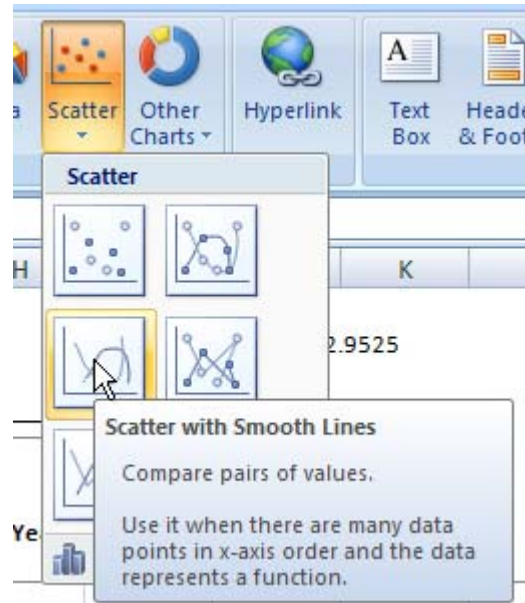 a Scatter Other Charts Hyperlink Text Box Heade & Foot
Scatter
H K
2.9525
Scatter with Smooth Lines
Compare pairs of values.
Ye
Use it when there are many data
points in x-axis order and the data
represents a function.